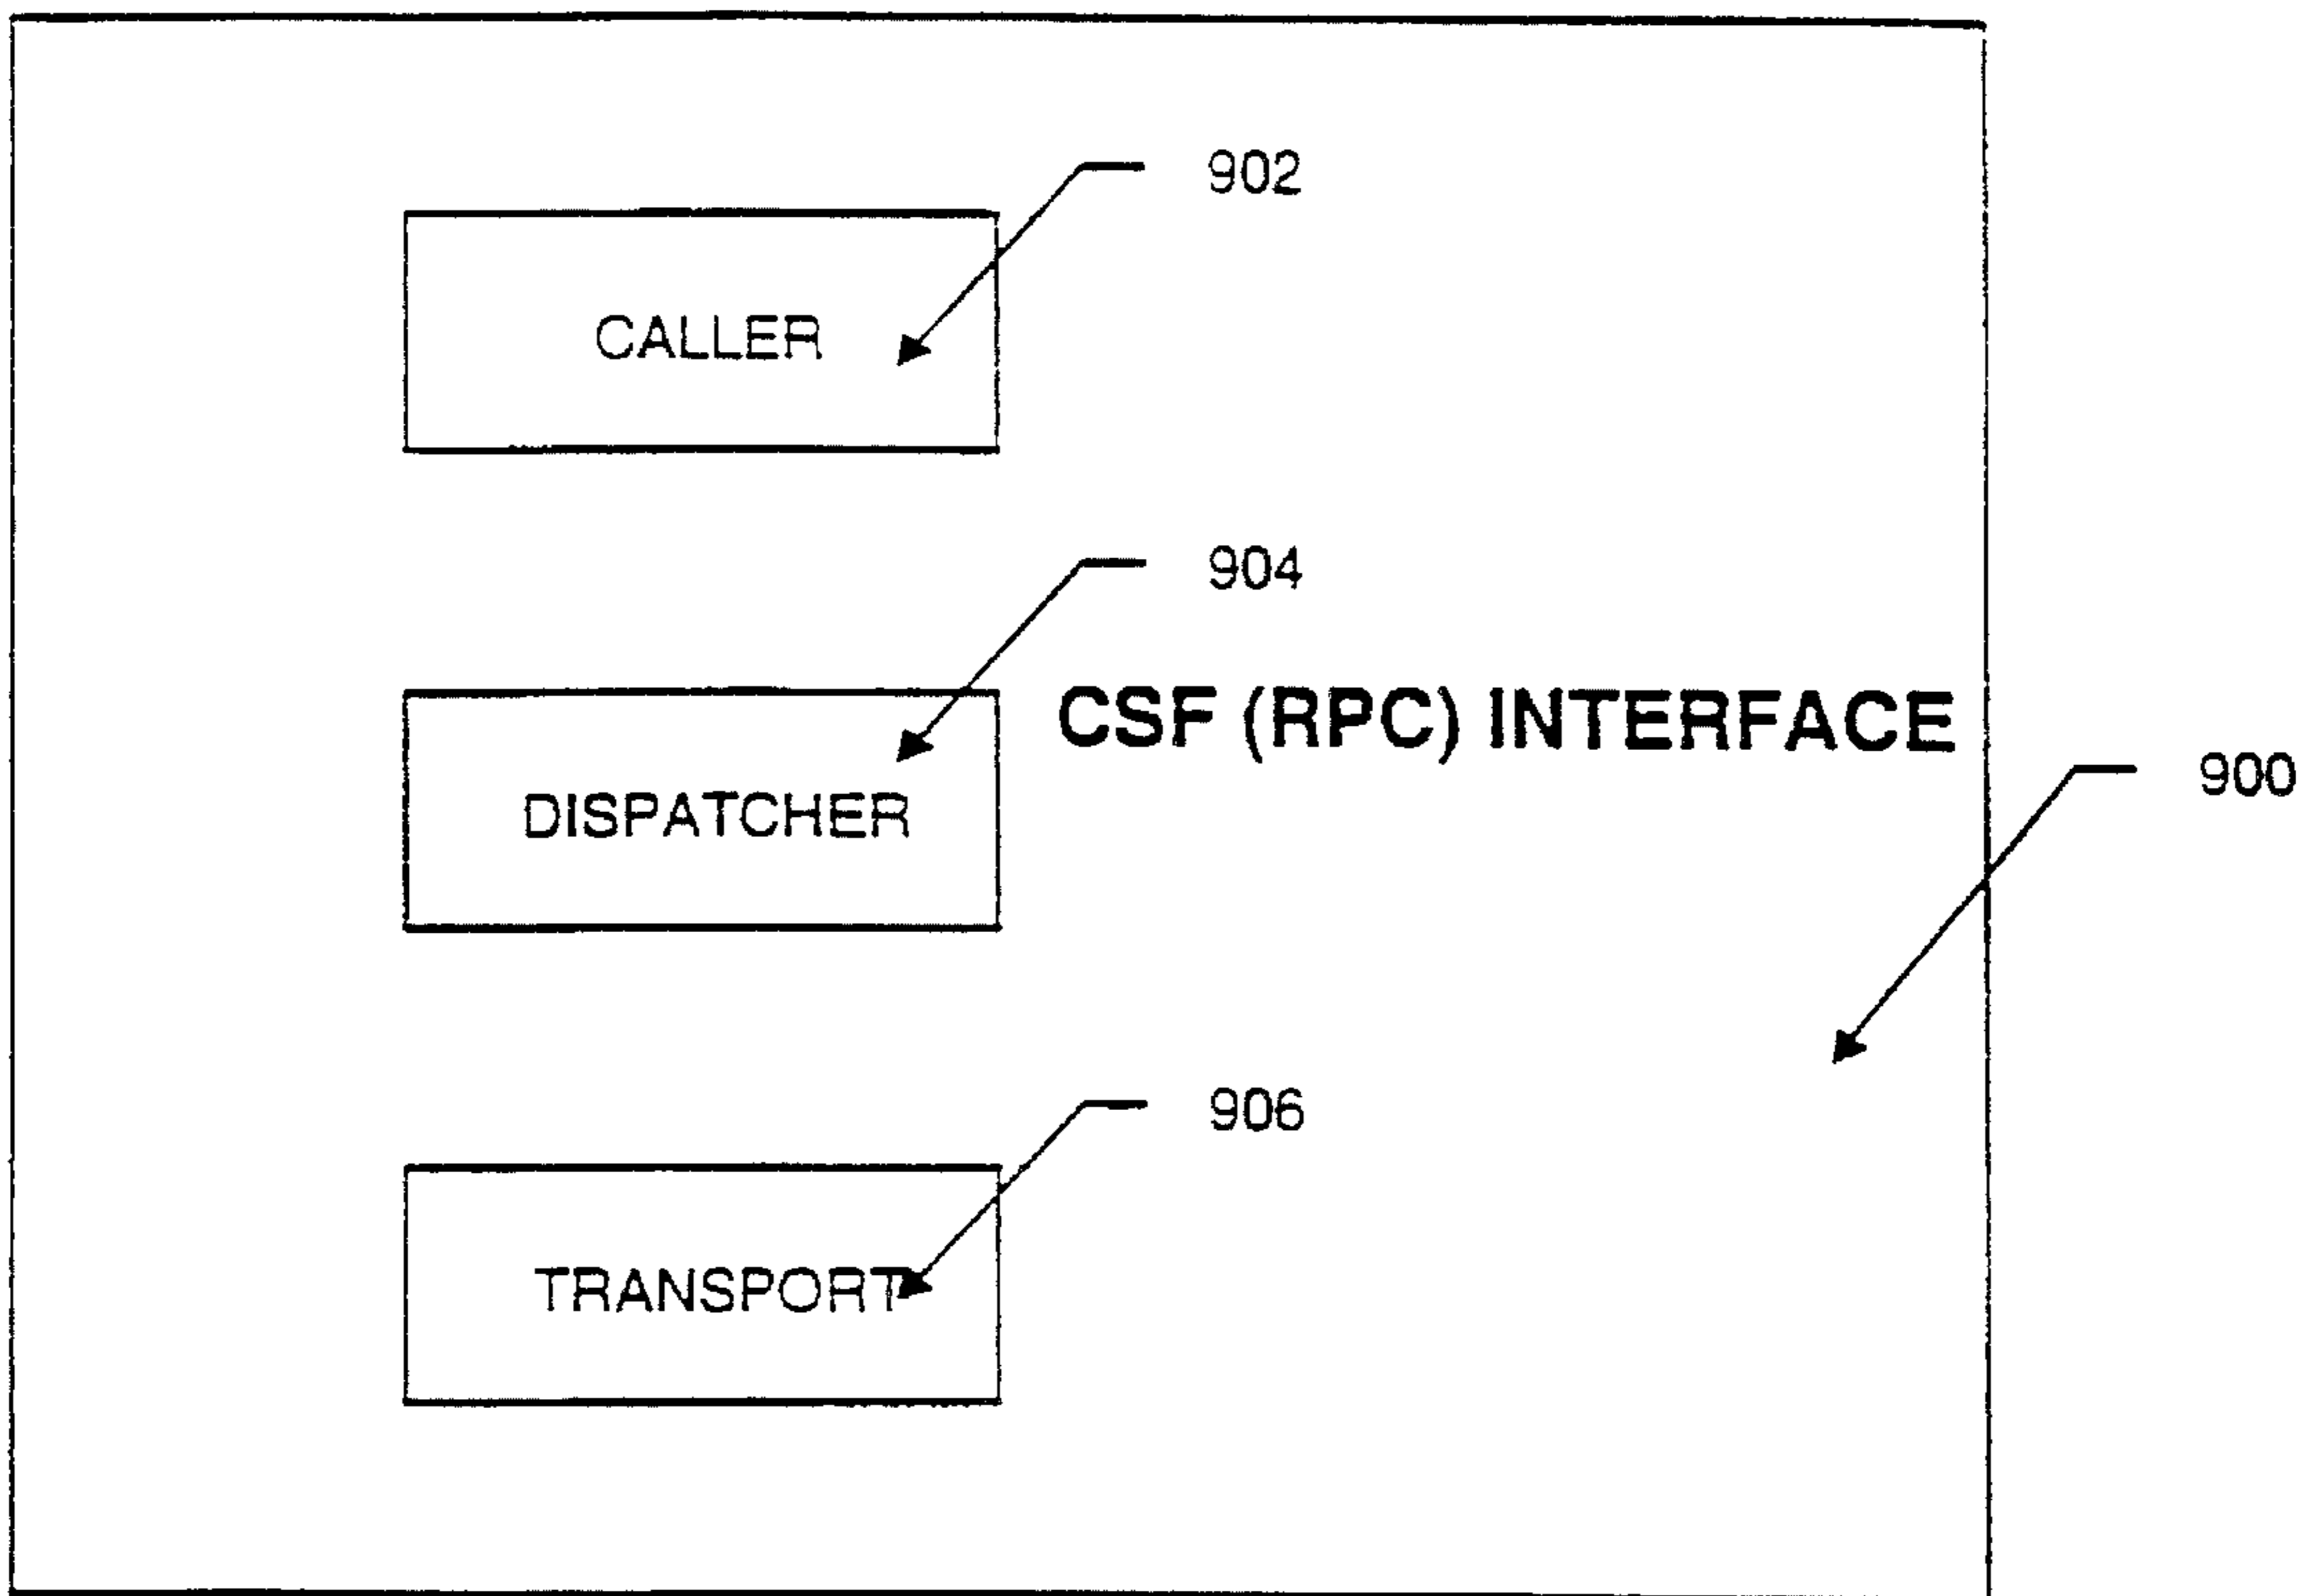 902
CALLER
904
CSF (RPC) INTERFACE
900
DISPATCHER
906
TRANSPORT